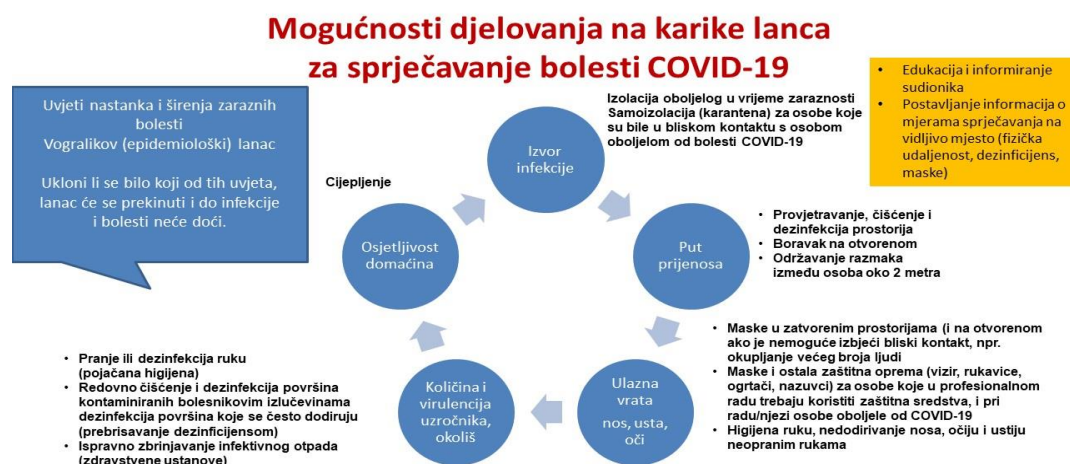 Mogućnosti djelovanja na karike lanca
za sprječavanje bolesti COVID-19
Uvjeti nastanka i širenja zaraznih
bolesti
Vogralikov (epidemiološki) lanac
Ukloni li se bilo koji od tih uvjeta,
lanac će se prekinuti i do infekcije
i bolesti neće doći.
• Edukacija i informiranje
sudionika
• Postavljanje informacija o
mjerama sprječavanja na
vidljivo mjesto (fizička
udaljenost, dezinficijens,
maske)
Izvor
infekcije
Izolacija oboljelog u vrijeme zaraznosti
Samoizolacija (karantena) za osobe koje
su bile u bliskom kontaktu s osobom
oboljelom od bolesti COVID-19
Put
prijenosa
• Provjetravanje, čišćenje i
dezinfekcija prostorija
• Boravak na otvorenom
• Održavanje razmaka
između osoba oko 2 metra
Ulazna
vrata
nos, usta,
oči
• Maske u zatvorenim prostorijama (i na otvorenom
ako je nemoguće izbjeći bliski kontakt, npr.
okupljanje većeg broja ljudi
• Maske i ostala zaštitna oprema (vizir, rukavice,
ogrtači, nazuvci) za osobe koje u profesionalnom
radu trebaju koristiti zaštitna sredstva, i pri
radu/njezi osobe oboljele od COVID-19
• Higijena ruku, nedodirivanje nosa, očiju i ustiju
neopranim rukama
Količina i
virulencija
uzročnika,
okoliš
• Pranje ili dezinfekcija ruku
(pojačana higijena)
• Redovno čišćenje i dezinfekcija površina
kontaminiranih bolesnikovim izlučevinama
dezinfekcija površina koje se često dodiruju
(prebrisavanje dezinficijensom)
• Ispravno zbrinjavanje infektivnog otpada
(zdravstvene ustanove)
Osjetljivost
domaćina
Cijepljenje